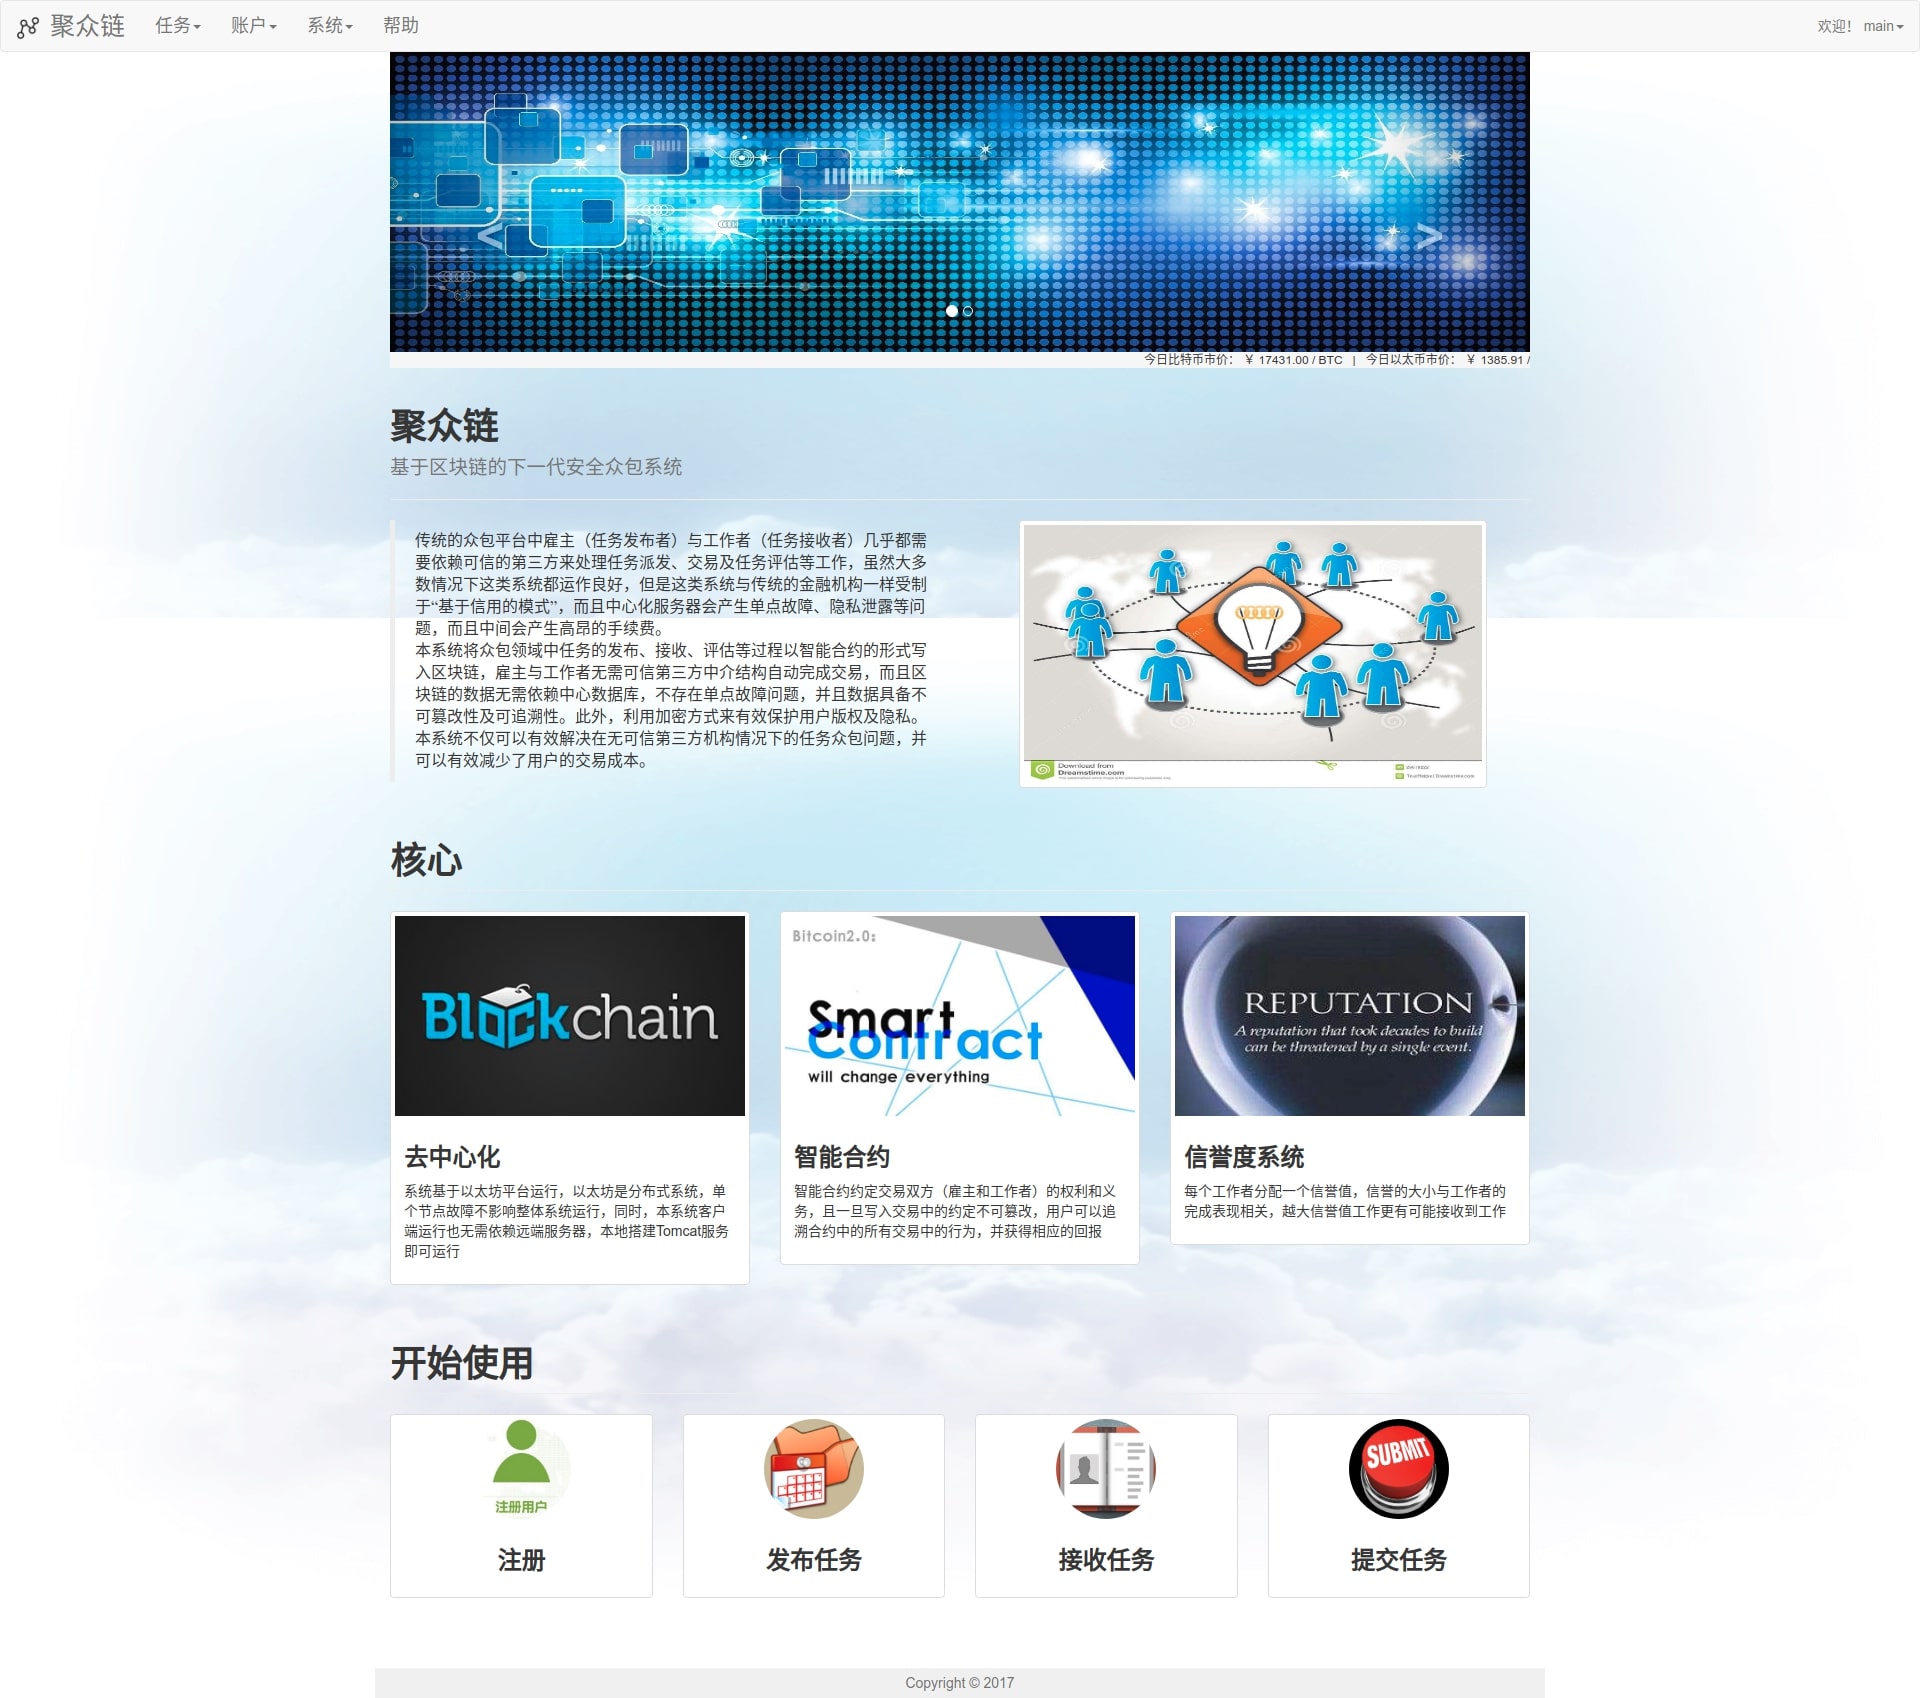 聚众链 任务 账户 系统 帮助 欢迎！ main
< >
今日比特币市价： ￥ 17431.00 / BTC | 今日以太币市价： ￥ 1385.91 /
聚众链
基于区块链的下一代安全众包系统
传统的众包平台中雇主（任务发布者）与工作者（任务接收者）几乎都需
要依赖可信的第三方来处理任务派发、交易及任务评估等工作，虽然大多
数情况下这类系统都运作良好，但是这类系统与传统的金融机构一样受制
于“基于信用的模式”，而且中心化服务器会产生单点故障、隐私泄露等问
题，而且中间会产生高昂的手续费。
本系统将众包领域中任务的发布、接收、评估等过程以智能合约的形式写
入区块链，雇主与工作者无需可信第三方中介结构自动完成交易，而且区
块链的数据无需依赖中心数据库，不存在单点故障问题，并且数据具备不
可篡改性及可追溯性。此外，利用加密方式来有效保护用户版权及隐私。
本系统不仅可以有效解决在无可信第三方机构情况下的任务众包问题，并
可以有效减少了用户的交易成本。
Download from
Dreamstime.com
核心
Blockchain
去中心化
系统基于以太坊平台运行，以太坊是分布式系统，单
个节点故障不影响整体系统运行，同时，本系统客户
端运行也无需依赖远端服务器，本地搭建Tomcat服务
即可运行
Bitcoin2.0:
Smart
Contract
will change everything
智能合约
智能合约约定交易双方（雇主和工作者）的权利和义
务，且一旦写入交易中的约定不可篡改，用户可以追
溯合约中的所有交易中的行为，并获得相应的回报
REPUTATION
A reputation that took decades to build
can be threatened by a single event.
信誉度系统
每个工作者分配一个信誉值，信誉的大小与工作者的
完成表现相关，越大信誉值工作更有可能接收到工作
开始使用
注册用户
注册
发布任务
接收任务
SUBMIT
提交任务
Copyright © 2017